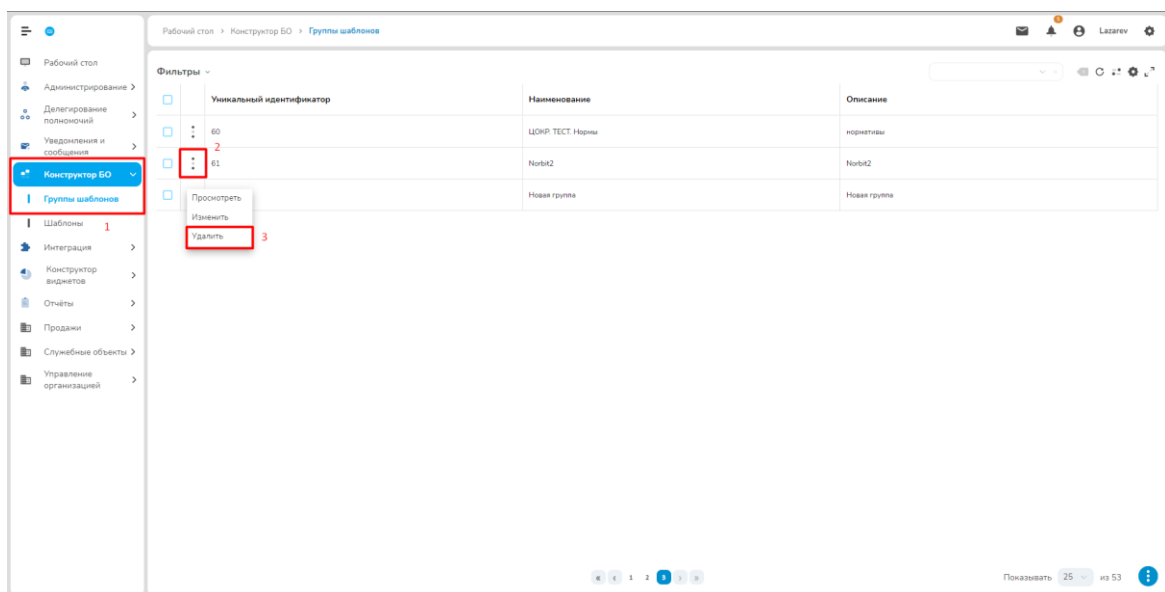 Рабочий стол > Конструктор БО > Группы шаблонов
5
Lazarev
Рабочий стол
Администрирование
Делегирование
полномочий
Уведомления и
сообщения
Конструктор БО
Группы шаблонов
Шаблоны
1
Интеграция
Конструктор
виджетов
Отчёты
Продажи
Служебные объекты
Управление
организацией
Фильтры
Уникальный идентификатор Наименование Описание
60 ЦОКР. ТЕСТ. Нормы нормативы
2
61 Norbit2 Norbit2
Новая группа Новая группа
Просмотреть
Изменить
Удалить 3
« ‹ 1 2 3 › »
Показывать 25 из 53